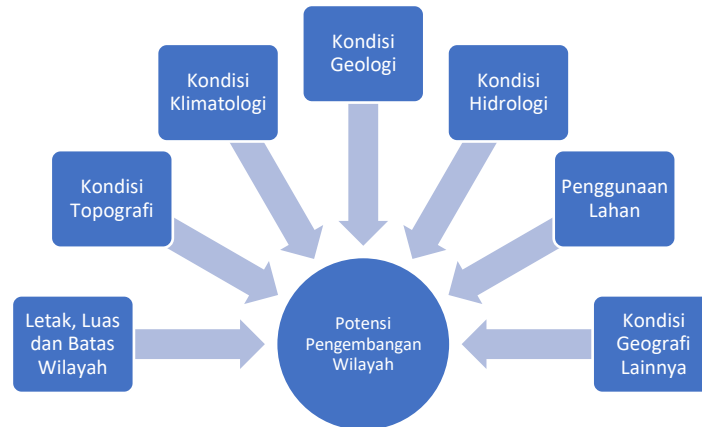 Kondisi
Geologi
Kondisi
Klimatologi
Kondisi
Hidrologi
Kondisi
Topografi
Penggunaan
Lahan
Letak, Luas
dan Batas
Wilayah
Potensi
Pengembangan
Wilayah
Kondisi
Geografi
Lainnya